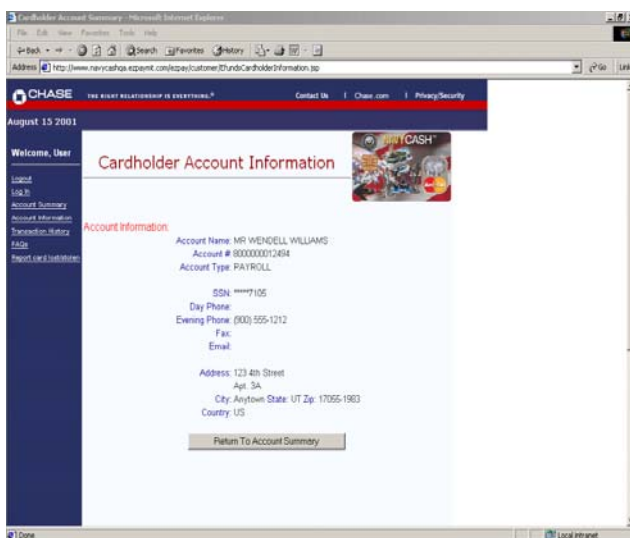 Cardholder Account Summary - Microsoft Internet Explorer
File Edit View Favorites Tools Help
Back Search Favorites History
Address http://www.navycashqa.ezpaymt.com/ezpay/customer/EfundsCardholderInformation.jsp Go
CHASE THE RIGHT RELATIONSHIP IS EVERYTHING.® Contact Us | Chase.com | Privacy/Security
August 15 2001
Welcome, User
Logout
Log In
Account Summary
Account Information
Transaction History
FAQs
Report card lost/stolen
Cardholder Account Information
NAVYCASH
Account Information:
Account Name: MR WENDELL WILLIAMS
Account # 8000000012494
Account Type: PAYROLL
SSN: *****7105
Day Phone:
Evening Phone: (900) 555-1212
Fax:
Email:
Address: 123 4th Street
Apt. 3A
City: Anytown State: UT Zip: 17055-1983
Country: US
Return To Account Summary
Done Local intranet